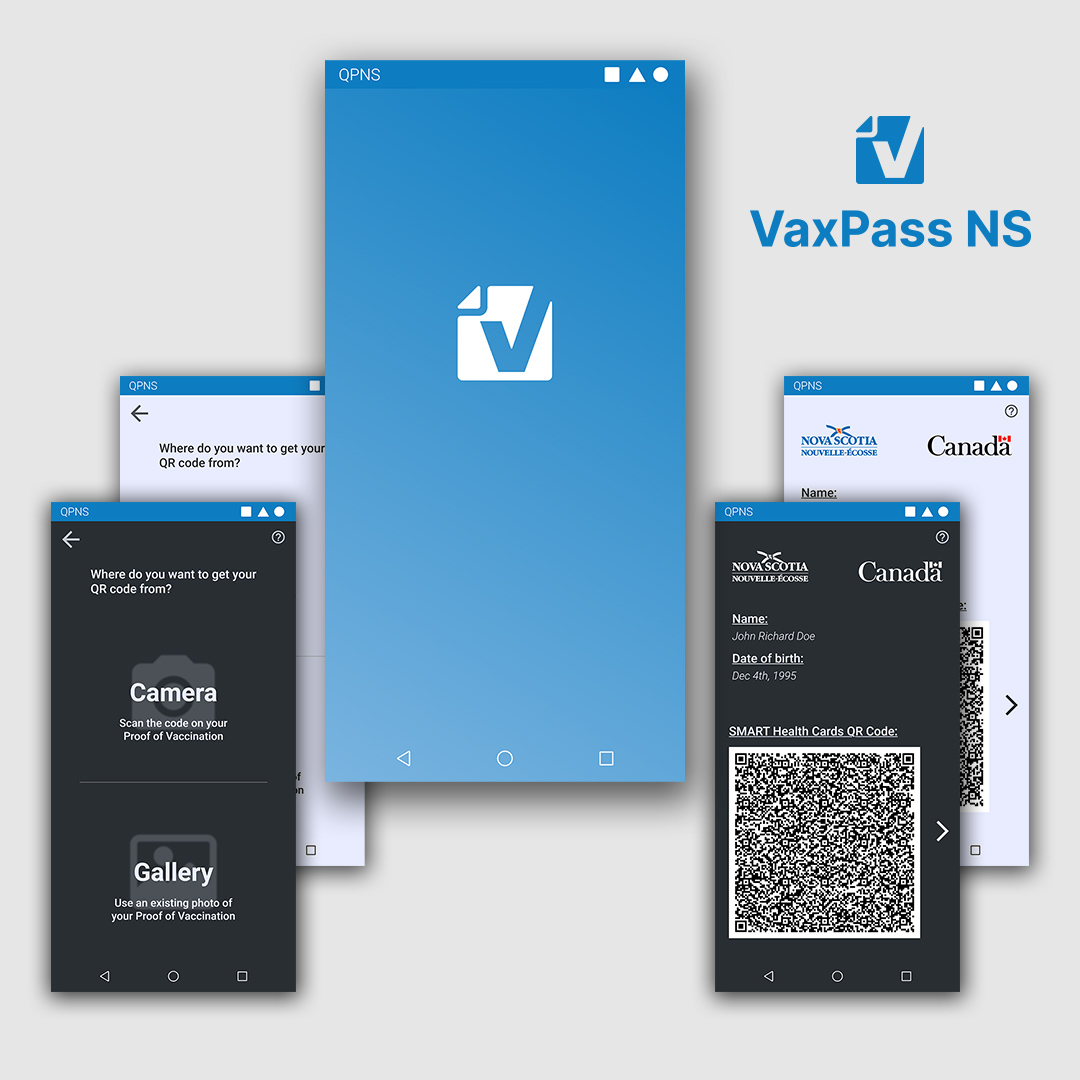 QPNS
VaxPass NS
QPNS
Where do you want to get your
QR code from?
QPNS
Where do you want to get your
QR code from?
Camera
Scan the code on your
Proof of Vaccination
Gallery
Use an existing photo of
your Proof of Vaccination
QPNS
NOVA SCOTIA
NOUVELLE-ÉCOSSE
Canada
Name:
QPNS
NOVA SCOTIA
NOUVELLE-ÉCOSSE
Canada
Name:
John Richard Doe
Date of birth:
Dec 4th, 1995
SMART Health Cards QR Code: